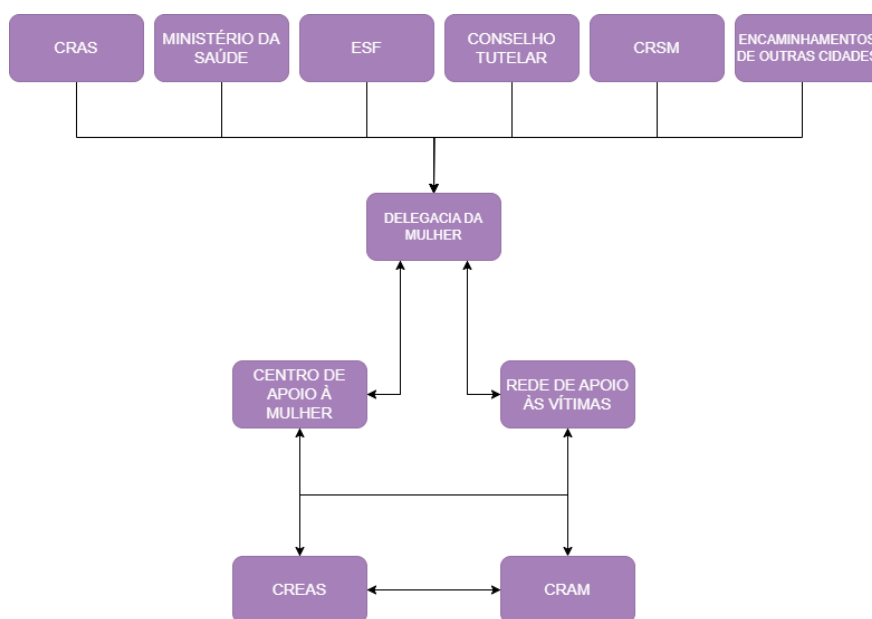 CRAS
MINISTÉRIO DA
SAÚDE
ESF
CONSELHO
TUTELAR
CRSM
ENCAMINHAMENTOS
DE OUTRAS CIDADES
DELEGACIA DA
MULHER
CENTRO DE
APOIO À
MULHER
REDE DE APOIO
ÀS VÍTIMAS
CREAS
CRAM